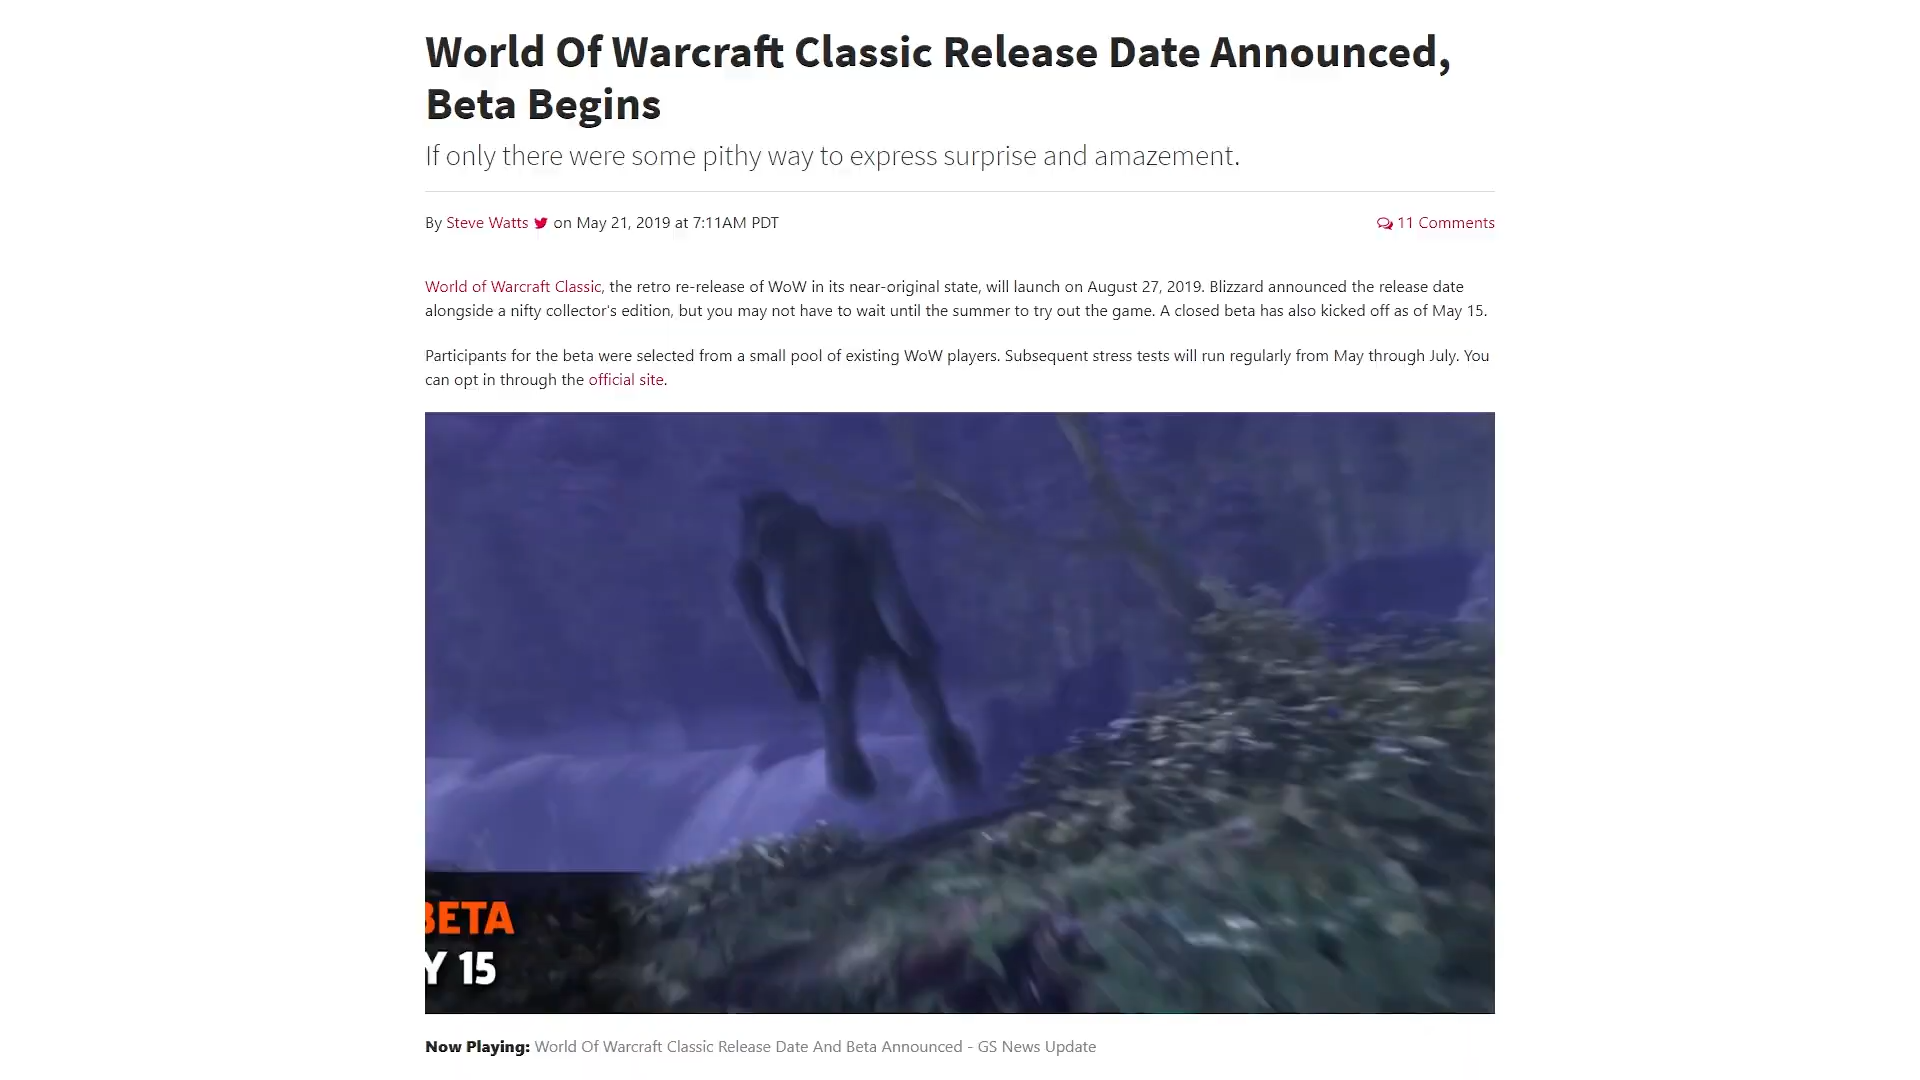 World Of Warcraft Classic Release Date Announced,
Beta Begins
If only there were some pithy way to express surprise and amazement.
By Steve Watts on May 21, 2019 at 7:11AM PDT
11 Comments
World of Warcraft Classic, the retro re-release of WoW in its near-original state, will launch on August 27, 2019. Blizzard announced the release date
alongside a nifty collector's edition, but you may not have to wait until the summer to try out the game. A closed beta has also kicked off as of May 15.
Participants for the beta were selected from a small pool of existing WoW players. Subsequent stress tests will run regularly from May through July. You
can opt in through the official site.
BETA
Y 15
Now Playing: World Of Warcraft Classic Release Date And Beta Announced - GS News Update